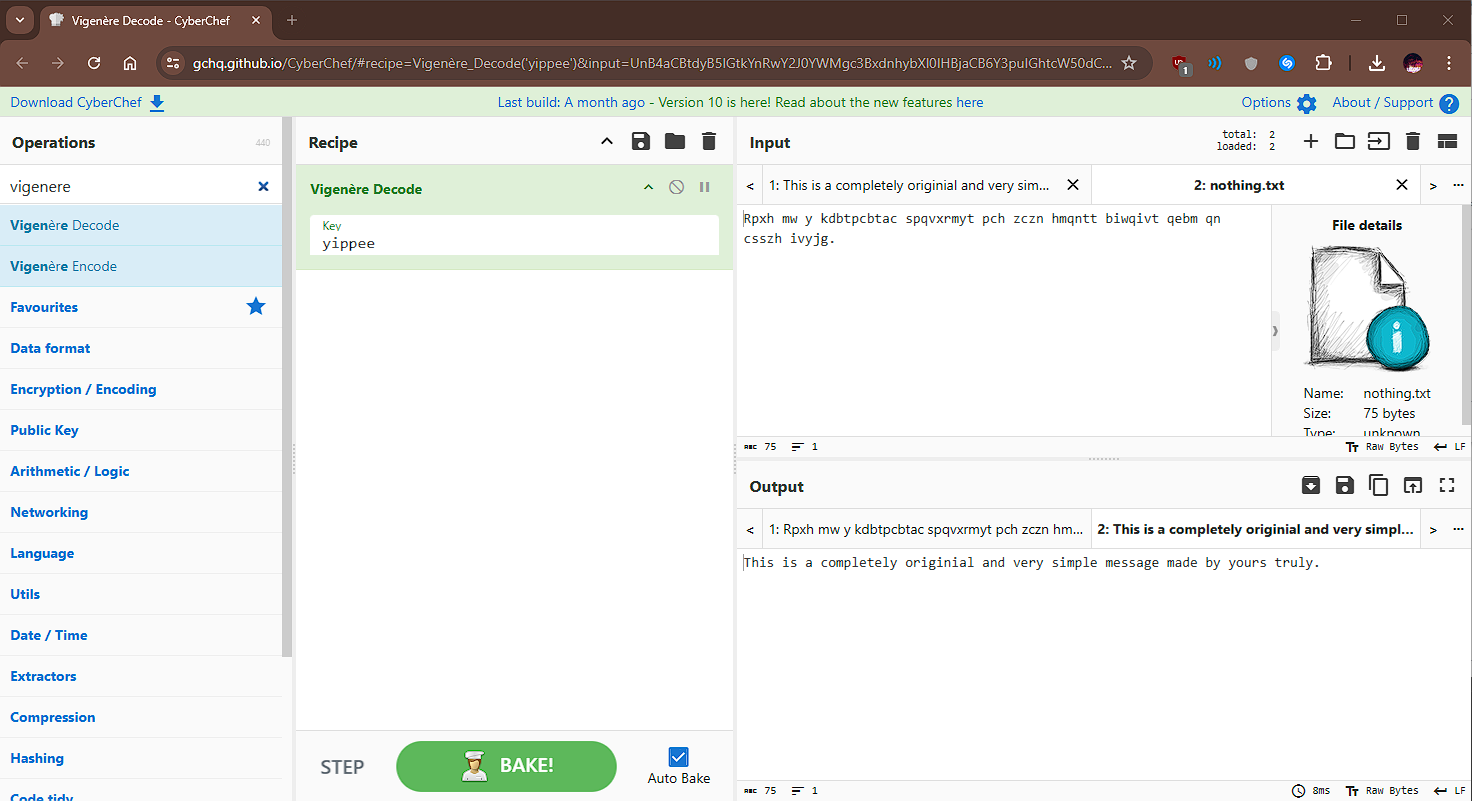 Vigenère Decode - CyberChef
gchq.github.io/CyberChef/#recipe=Vigenère_Decode('yippee')&input=UnB4aCBtdyB5IGtkYnRwY2J0YWMgc3BxdnhybXl0IHBjaCB6Y3puIGhtcW50dC...
1
Download CyberChef
Last build: A month ago - Version 10 is here! Read about the new features here
Options
About / Support
Operations
440
vigenere
Vigenère Decode
Vigenère Encode
Favourites
Data format
Encryption / Encoding
Public Key
Arithmetic / Logic
Networking
Language
Utils
Date / Time
Extractors
Compression
Hashing
Code tidy
Recipe
Vigenère Decode
Key
yippee
STEP
BAKE!
Auto Bake
Input
total: 2
loaded: 2
1: This is a completely originial and very sim...
2: nothing.txt
Rpxh mw y kdbtpcbtac spqvxrmyt pch zczn hmqntt biwqivt qebm qn
csszh ivyjg.
File details
Name: nothing.txt
Size: 75 bytes
Type: unknown
ABC 75 1
Raw Bytes LF
Output
1: Rpxh mw y kdbtpcbtac spqvxrmyt pch zczn hm...
2: This is a completely originial and very simpl...
This is a completely originial and very simple message made by yours truly.
ABC 75 1
8ms Raw Bytes LF